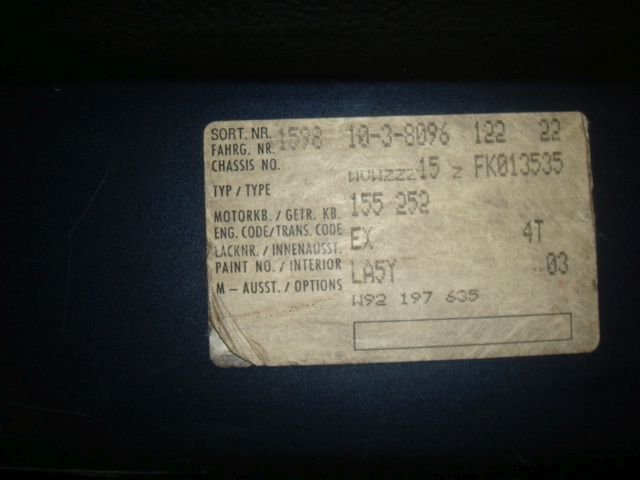 SORT. NR. 1598 10-3-8096 122 22
FAHRG. NR.
CHASSIS NO. WVWZZZ15 Z FK013535
TYP / TYPE 155 252
MOTORKB. / GETR. KB.
ENG. CODE/TRANS. CODE EX 4T
LACKNR. / INNENAUSST.
PAINT NO. / INTERIOR LA5Y 03
M - AUSST. / OPTIONS W92 197 635